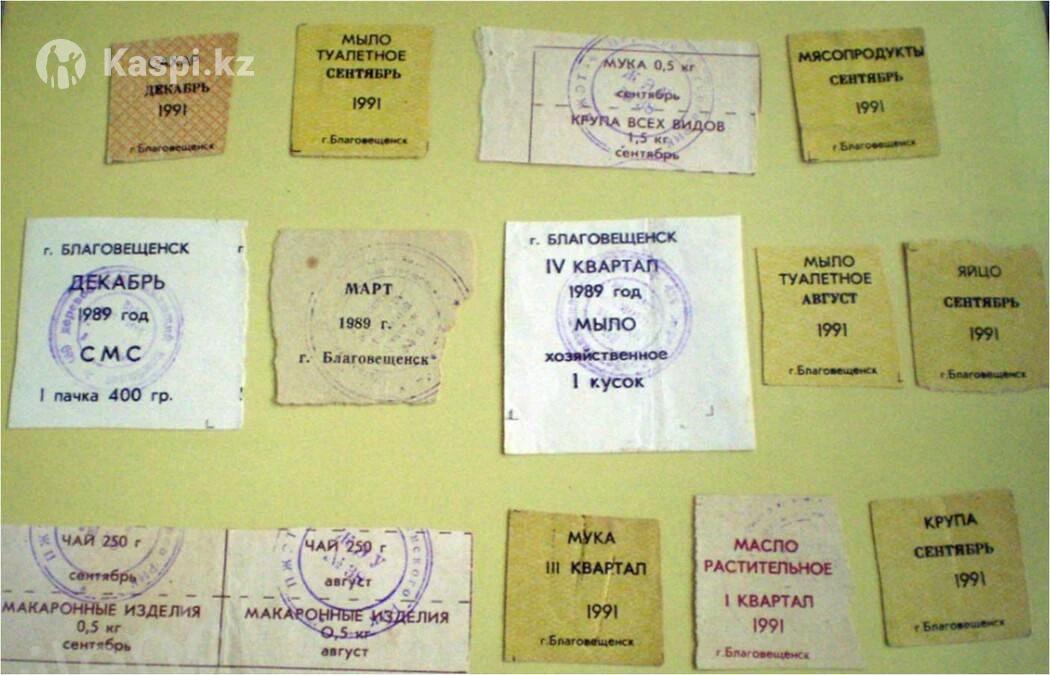 Kaspi.kz
ДЕКАБРЬ
1991
г.Благовещенск
МЫЛО
ТУАЛЕТНОЕ
СЕНТЯБРЬ
1991
г.Благовещенск
МУКА 0,5 кг
сентябрь
КРУПА ВСЕХ ВИДОВ
1,5 кг
сентябрь
МЯСОПРОДУКТЫ
СЕНТЯБРЬ
1991
г.Благовещенск
г. БЛАГОВЕЩЕНСК
ДЕКАБРЬ
1989 год
СМС
1 пачка 400 гр.
МАРТ
1989 г.
г. Благовещенск
г. БЛАГОВЕЩЕНСК
IV КВАРТАЛ
1989 год
МЫЛО
хозяйственное
1 кусок
МЫЛО
ТУАЛЕТНОЕ
АВГУСТ
1991
г.Благовещенск
ЯЙЦО
СЕНТЯБРЬ
1991
г.Благовещенск
ЧАЙ 250 г
сентябрь
МАКАРОННЫЕ ИЗДЕЛИЯ
0,5 кг
сентябрь
ЧАЙ 250 г
август
МАКАРОННЫЕ ИЗДЕЛИЯ
0,5 кг
август
МУКА
III КВАРТАЛ
1991
г.Благовещенск
МАСЛО
РАСТИТЕЛЬНОЕ
I КВАРТАЛ
1991
г.Благовещенск
КРУПА
СЕНТЯБРЬ
1991
г.Благовещенск